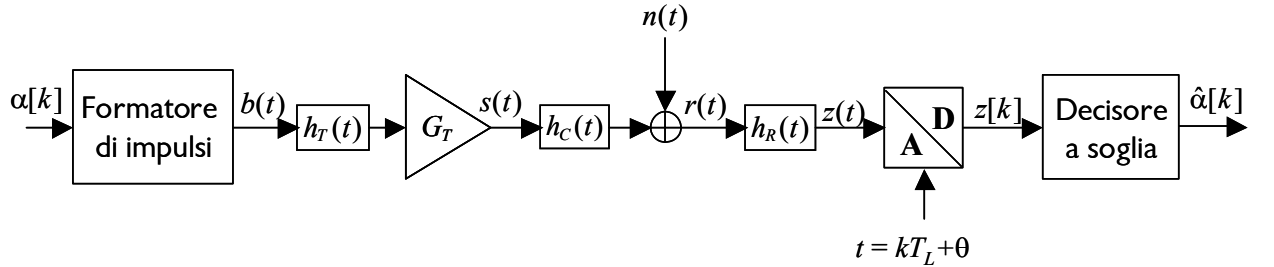 n(t)
α[k]
Formatore
di impulsi
b(t)
h_T(t)
G_T
s(t)
h_C(t)
r(t)
h_R(t)
z(t)
A
D
z[k]
Decisore
a soglia
α̂[k]
t = kT_L+θ